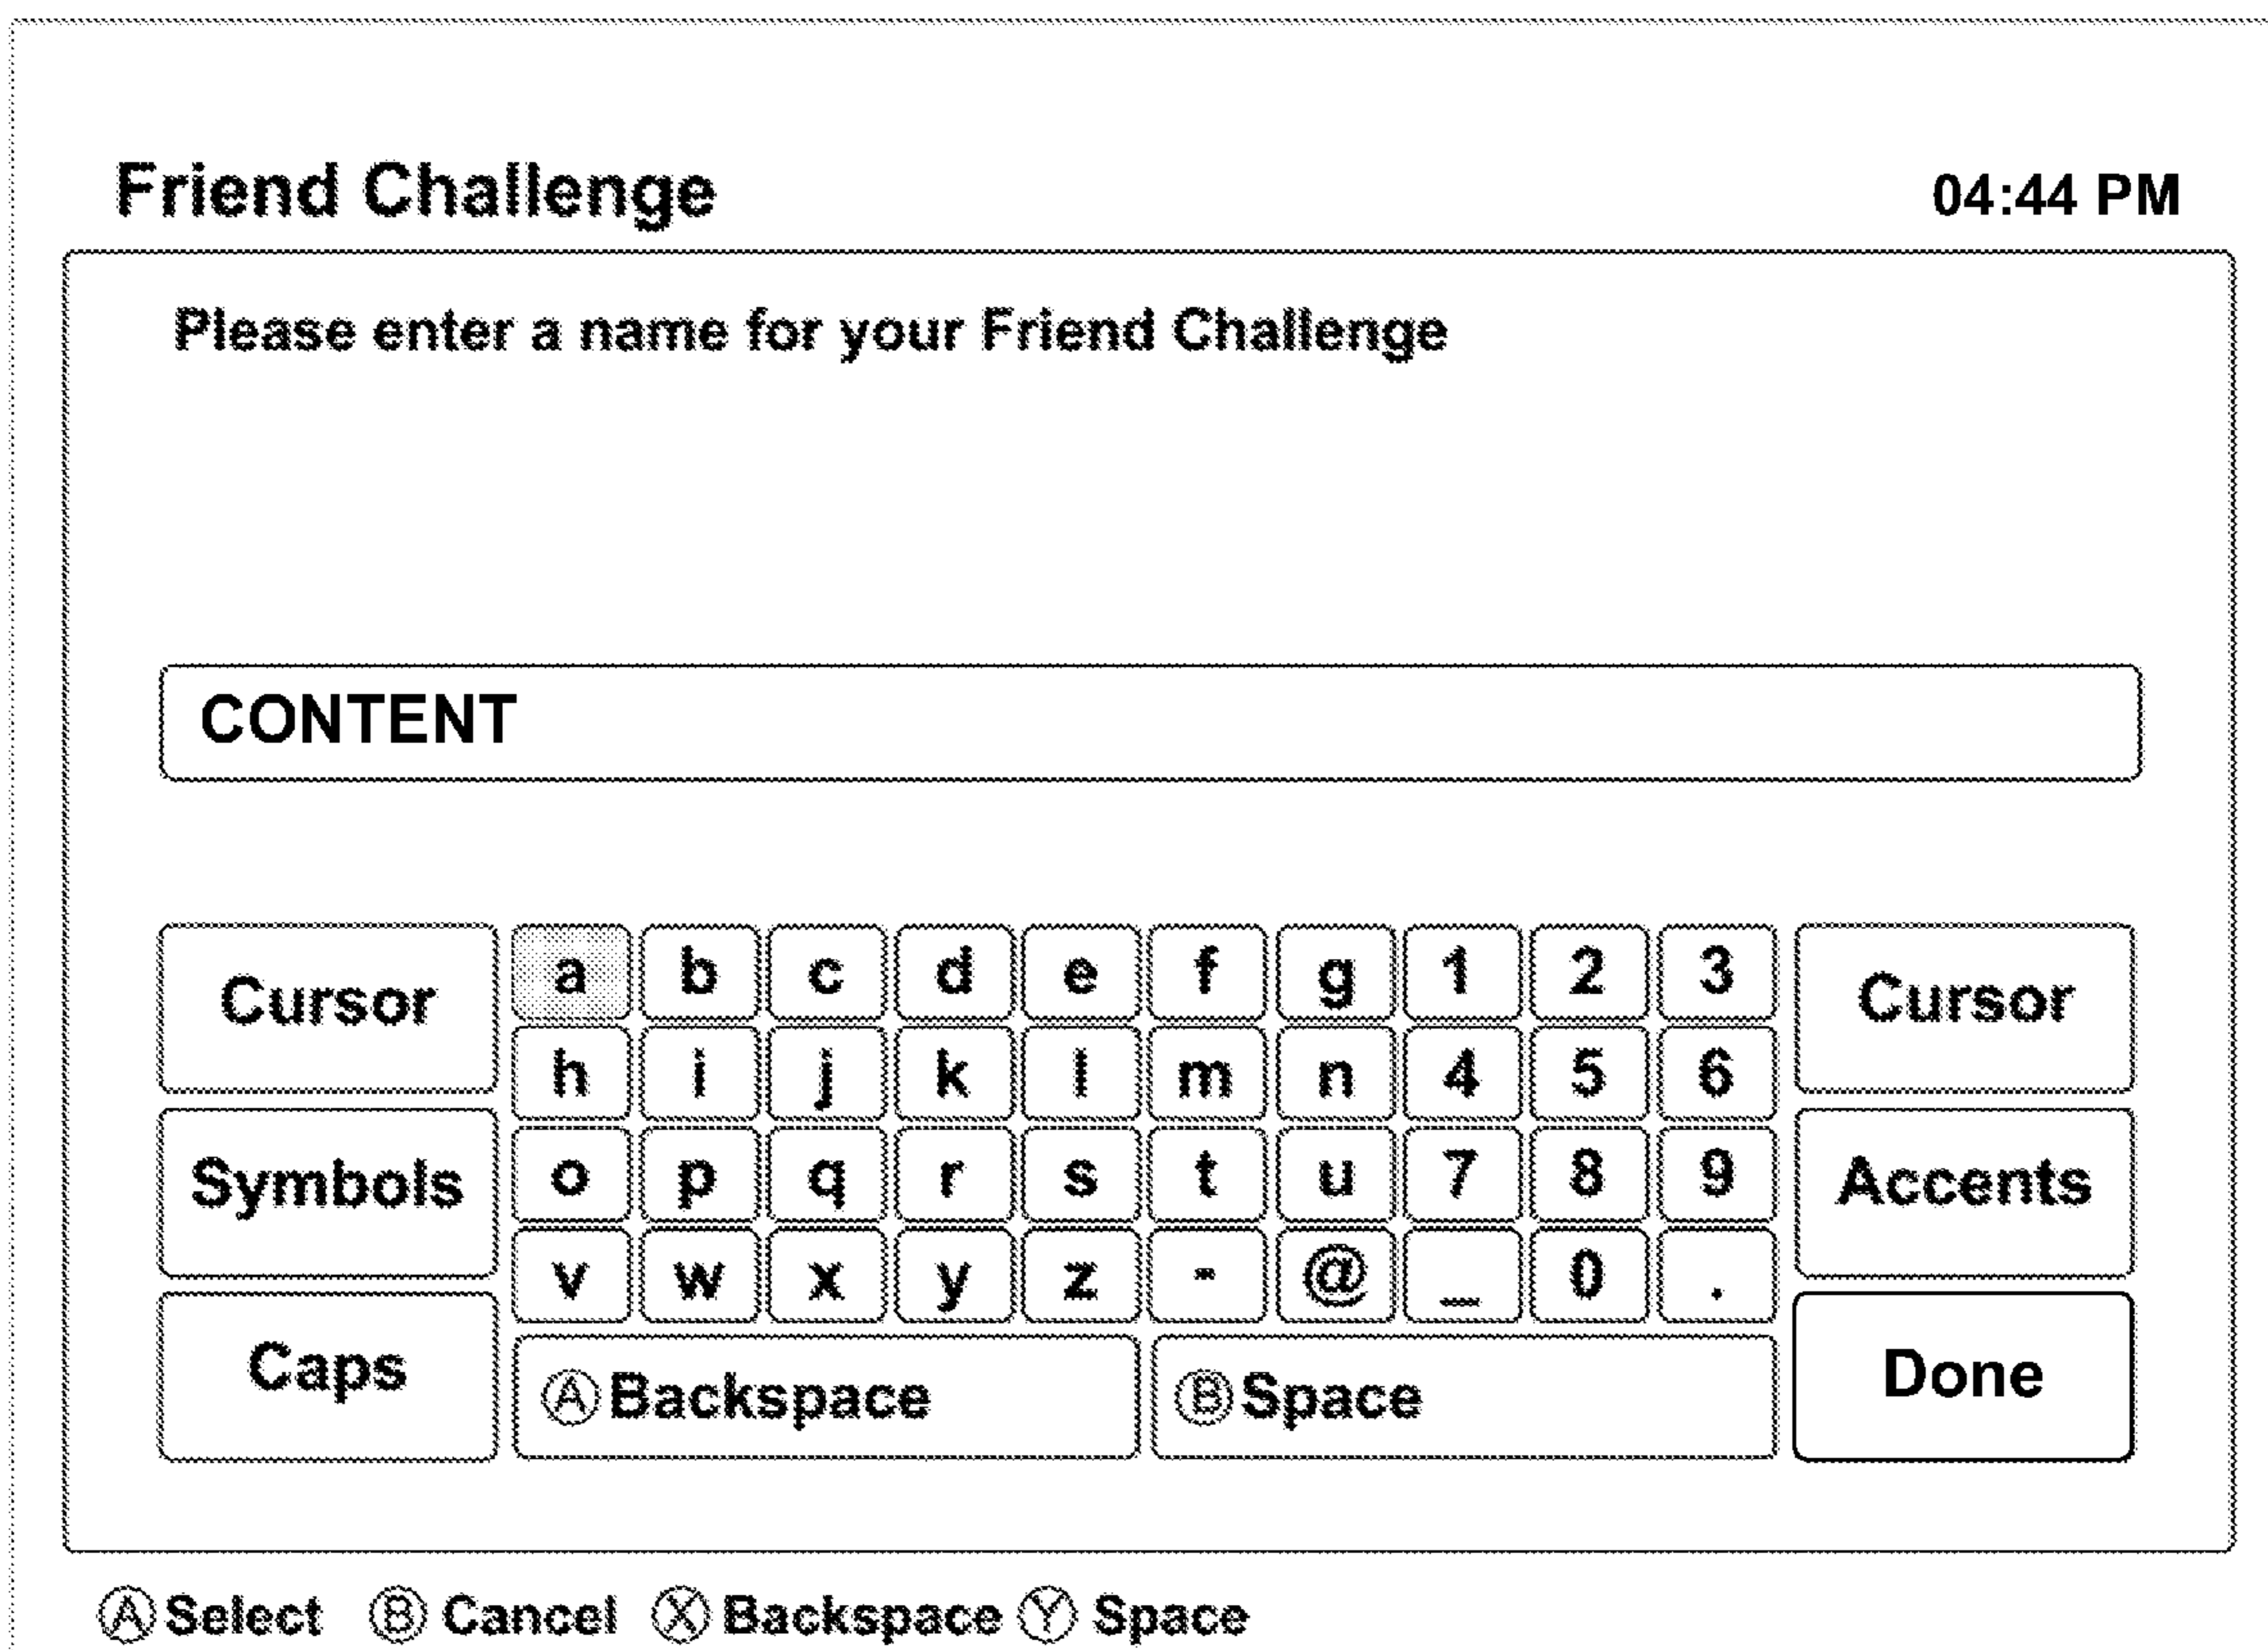 Friend Challenge 04:44 PM
Please enter a name for your Friend Challenge
CONTENT
Cursor a b c d e f g 1 2 3 Cursor
h i j k l m n 4 5 6
Symbols o p q r s t u 7 8 9 Accents
v w x y z - @ _ 0 .
Caps Ⓐ Backspace Ⓑ Space Done
Ⓐ Select Ⓑ Cancel Ⓧ Backspace Ⓨ Space